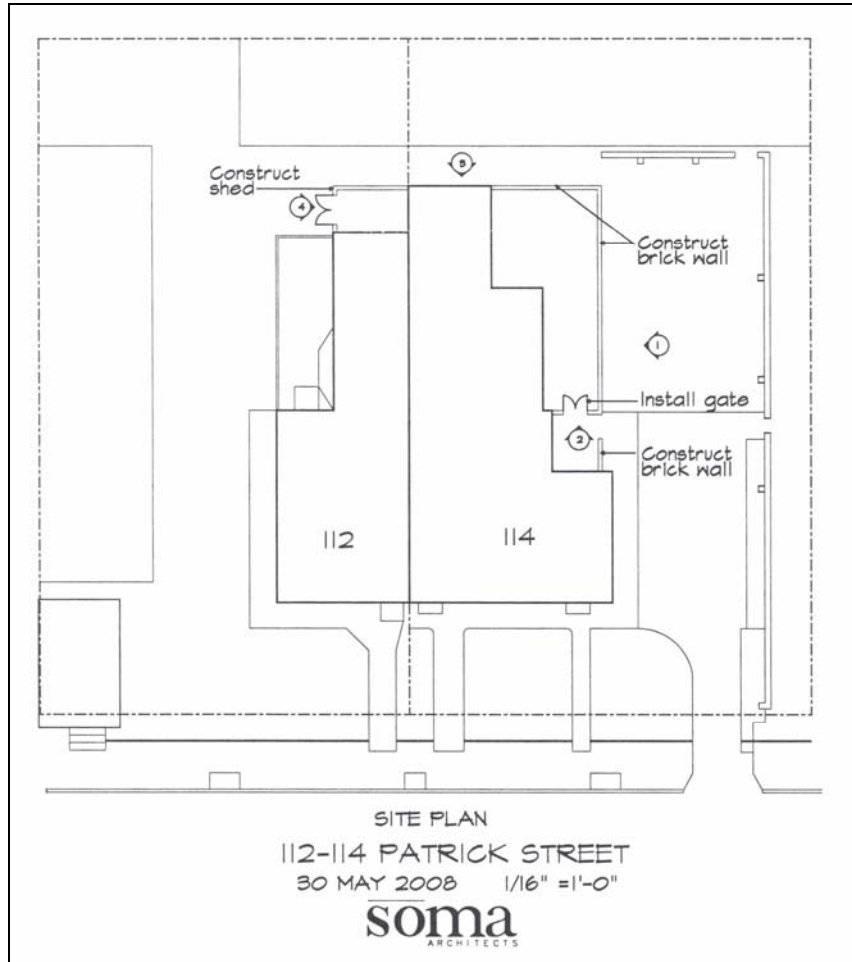 5
Construct
shed
4
Construct
brick wall
1
Install gate
2
Construct
brick wall
112
114
SITE PLAN
112-114 PATRICK STREET
30 MAY 2008 1/16" =1'-0"
soma
ARCHITECTS